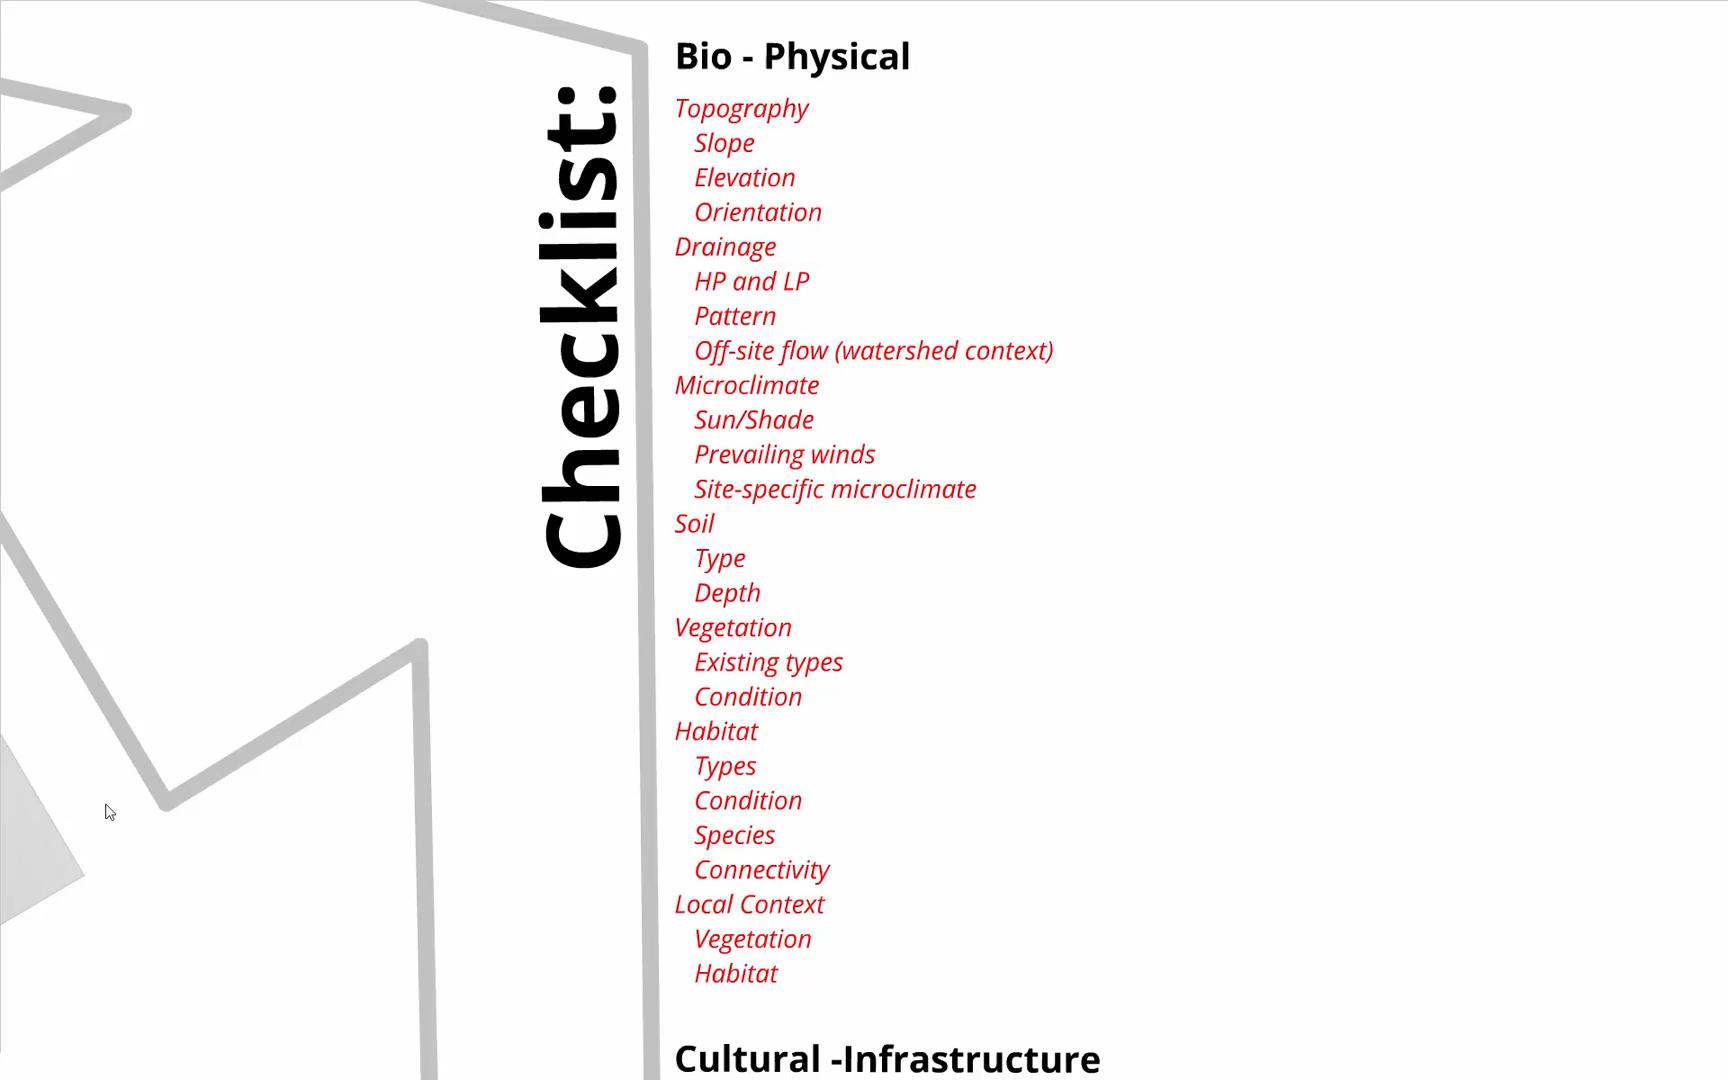 Checklist:
Bio - Physical
Topography
Slope
Elevation
Orientation
Drainage
HP and LP
Pattern
Off-site flow (watershed context)
Microclimate
Sun/Shade
Prevailing winds
Site-specific microclimate
Soil
Type
Depth
Vegetation
Existing types
Condition
Habitat
Types
Condition
Species
Connectivity
Local Context
Vegetation
Habitat
Cultural -Infrastructure